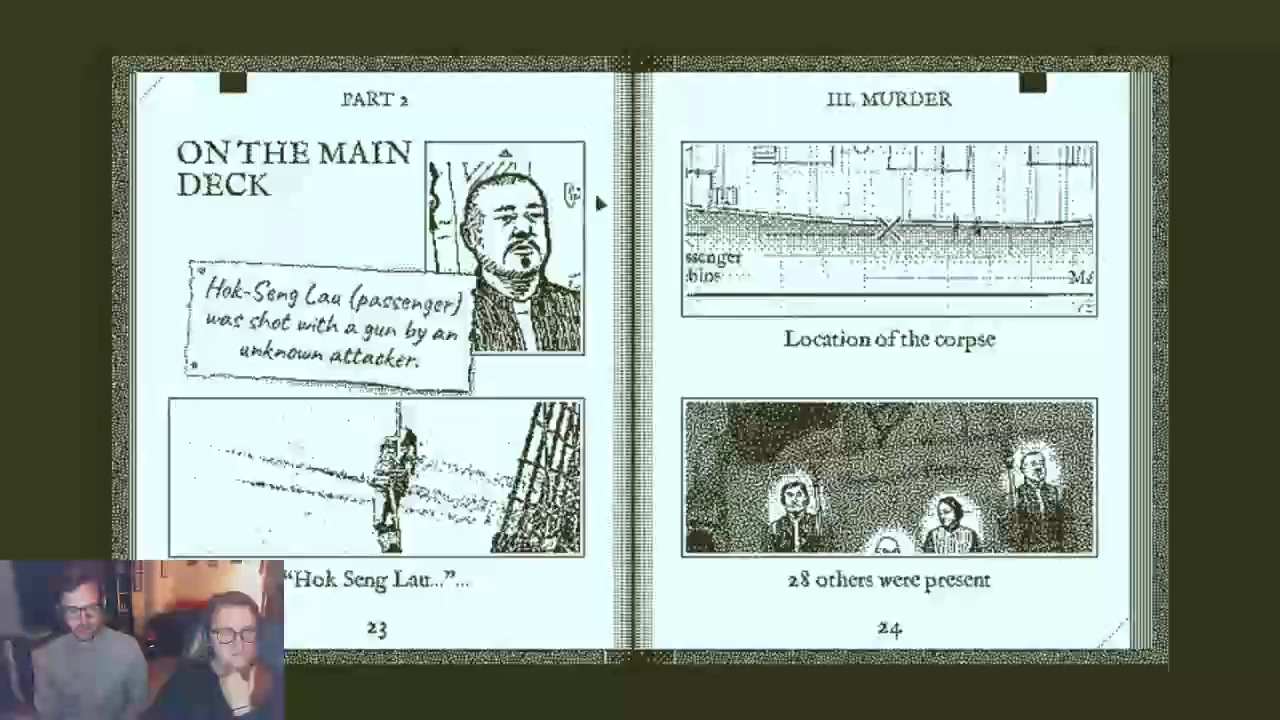 PART 2
ON THE MAIN
DECK
Hok-Seng Lau (passenger)
was shot with a gun by an
unknown attacker.
"Hok Seng Lau..."...
23
III. MURDER
Location of the corpse
28 others were present
24